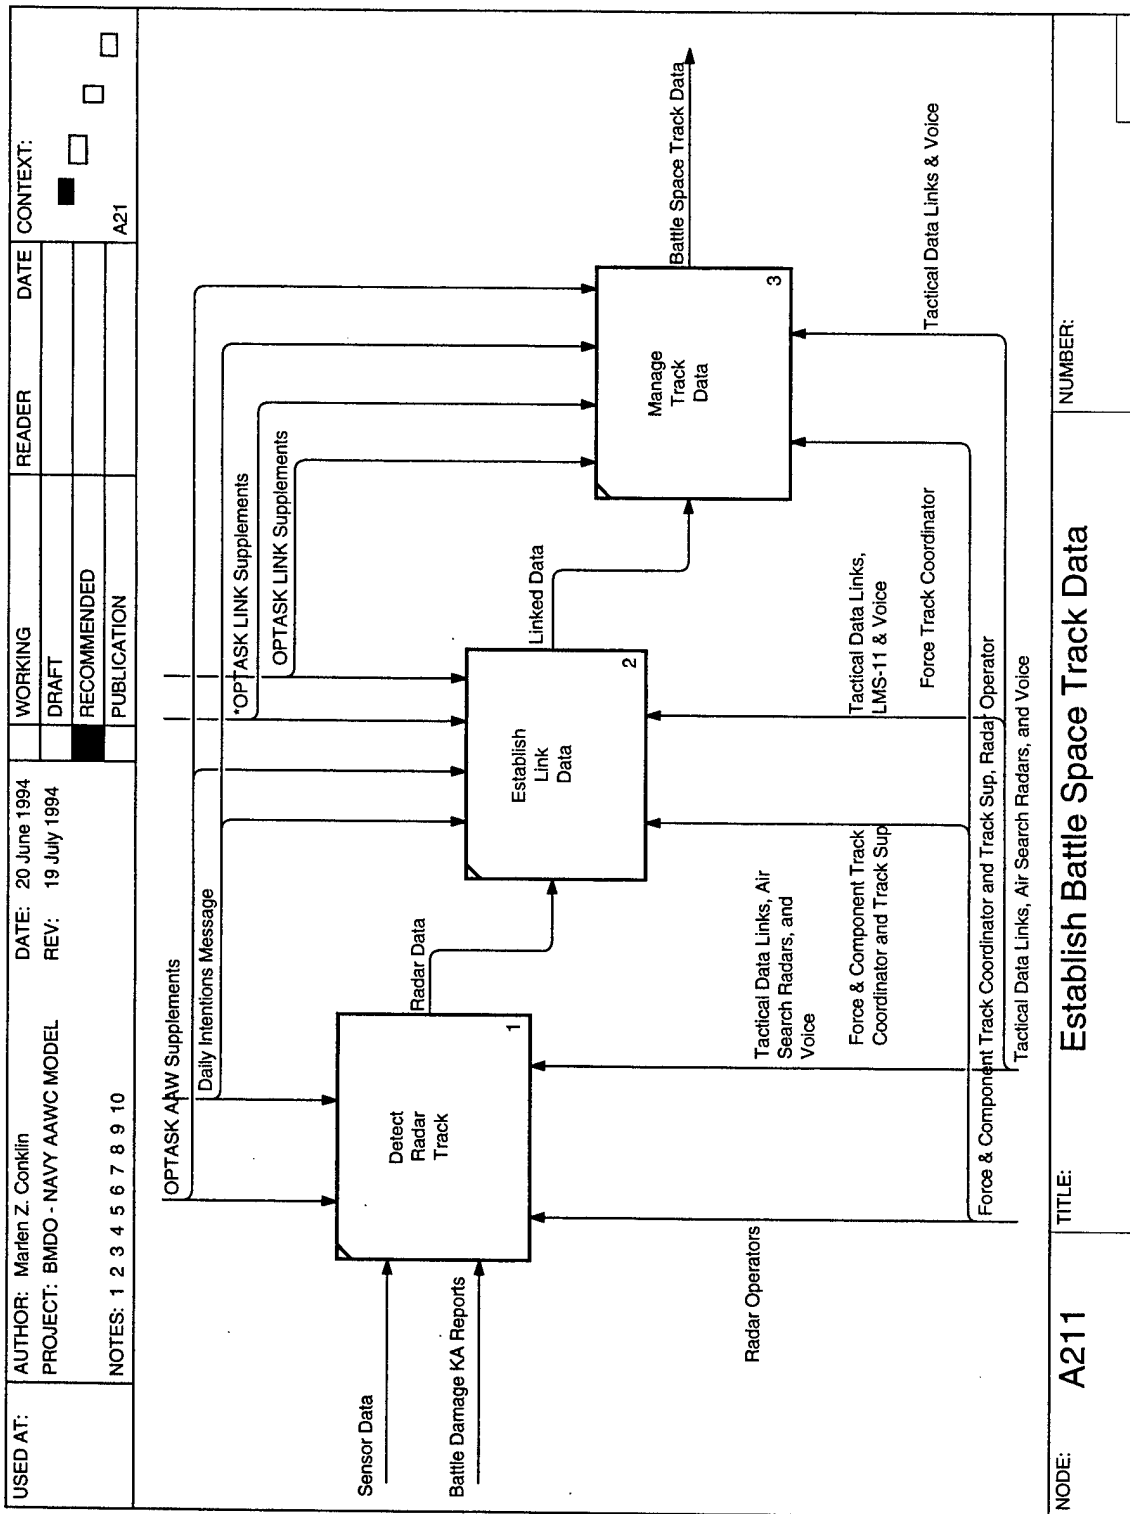 USED AT:
AUTHOR: Marlen Z. Conklin
DATE: 20 June 1994
PROJECT: BMDO - NAVY AAWC MODEL
REV: 19 July 1994
NOTES: 1 2 3 4 5 6 7 8 9 10
WORKING
DRAFT
RECOMMENDED
PUBLICATION
READER
DATE
CONTEXT:
A21
OPTASK AAW Supplements
Daily Intentions Message
*OPTASK LINK Supplements
OPTASK LINK Supplements
Sensor Data
Battle Damage KA Reports
Detect
Radar
Track
1
Radar Data
Establish
Link
Data
2
Linked Data
Manage
Track
Data
3
Battle Space Track Data
Radar Operators
Tactical Data Links, Air
Search Radars, and
Voice
Force & Component Track
Coordinator and Track Sup
Tactical Data Links,
LMS-11 & Voice
Force Track Coordinator
Tactical Data Links & Voice
Force & Component Track Coordinator and Track Sup, Radar Operator
Tactical Data Links, Air Search Radars, and Voice
NODE:
A211
TITLE:
Establish Battle Space Track Data
NUMBER: